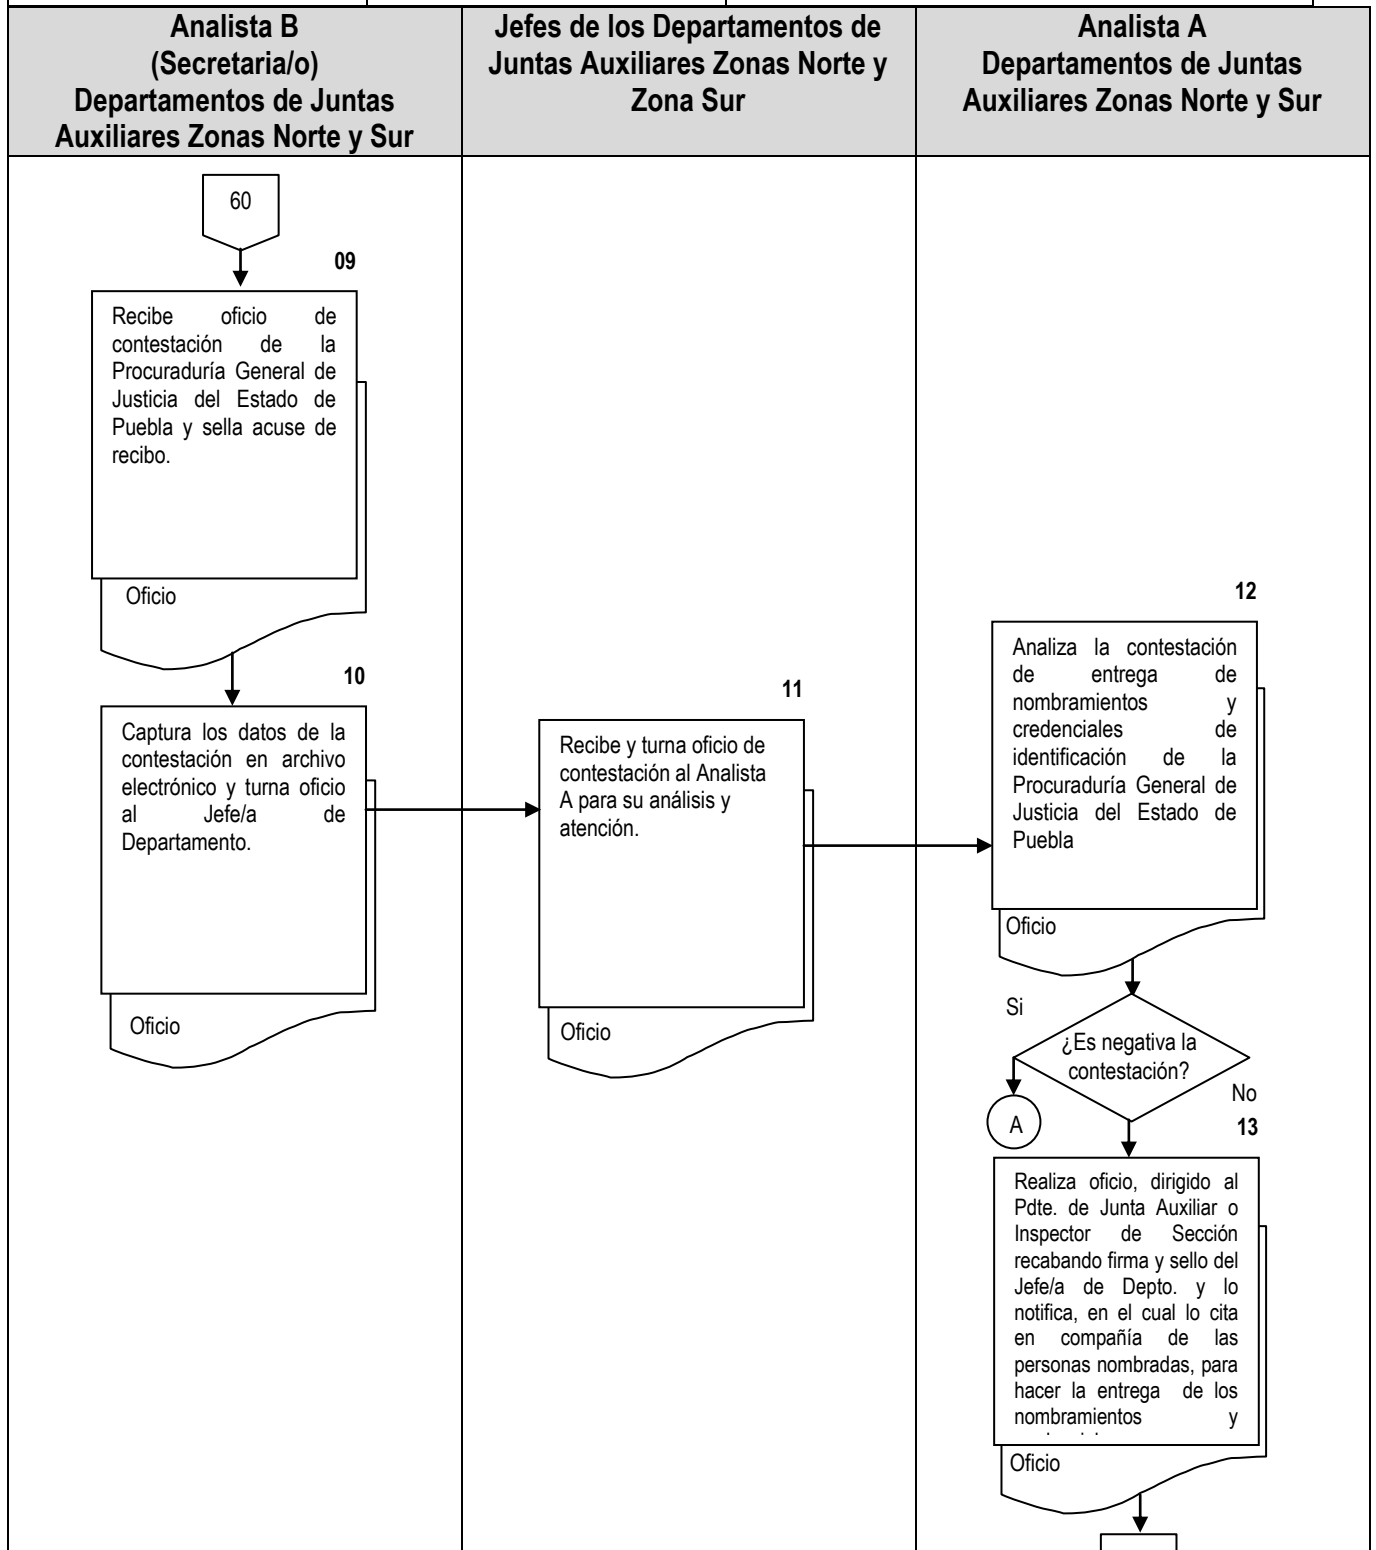 Analista B
(Secretaria/o)
Departamentos de Juntas
Auxiliares Zonas Norte y Sur
Jefes de los Departamentos de
Juntas Auxiliares Zonas Norte y
Zona Sur
Analista A
Departamentos de Juntas
Auxiliares Zonas Norte y Sur
60
09
Recibe oficio de
contestación de la
Procuraduría General de
Justicia del Estado de
Puebla y sella acuse de
recibo.
Oficio
10
Captura los datos de la
contestación en archivo
electrónico y turna oficio
al Jefe/a de
Departamento.
Oficio
11
Recibe y turna oficio de
contestación al Analista
A para su análisis y
atención.
Oficio
12
Analiza la contestación
de entrega de
nombramientos y
credenciales de
identificación de la
Procuraduría General de
Justicia del Estado de
Puebla
Oficio
Si
¿Es negativa la
contestación?
No
A
13
Realiza oficio, dirigido al
Pdte. de Junta Auxiliar o
Inspector de Sección
recabando firma y sello del
Jefe/a de Depto. y lo
notifica, en el cual lo cita
en compañía de las
personas nombradas, para
hacer la entrega de los
nombramientos y
Oficio